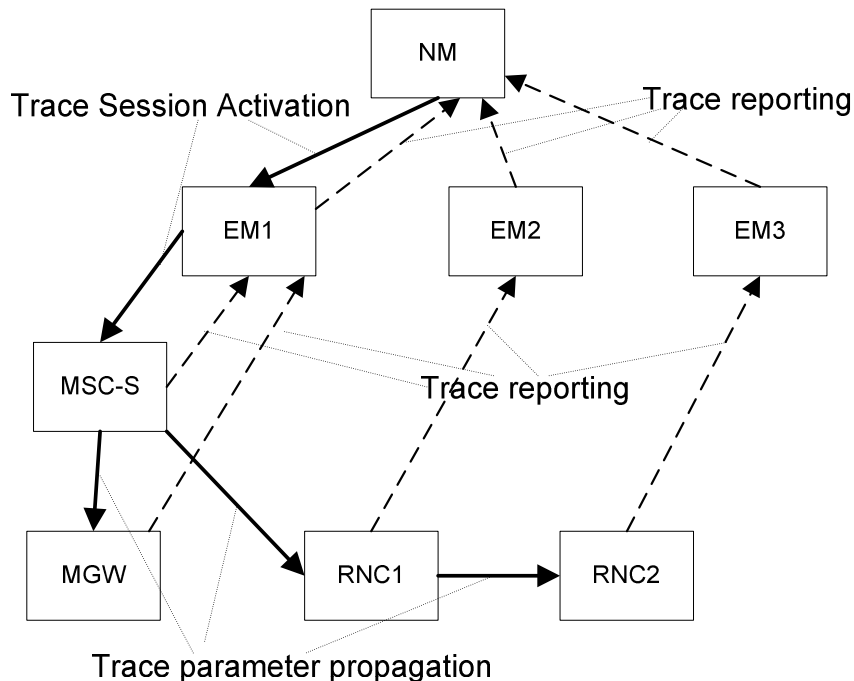 NM
Trace Session Activation
Trace reporting
EM1
EM2
EM3
MSC-S
Trace reporting
MGW
RNC1
RNC2
Trace parameter propagation